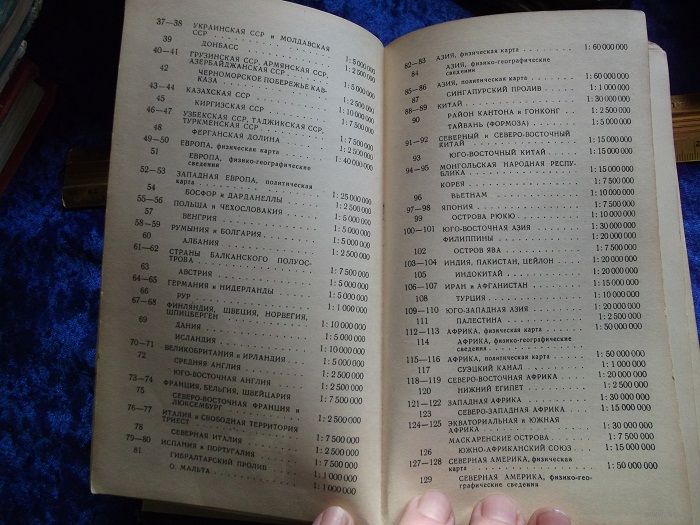 37—38 УКРАИНСКАЯ ССР и МОЛДАВСКАЯ
ССР . . . 1:5 000 000
39 ДОНБАСС . . . 1:2 500 000
40—41 ГРУЗИНСКАЯ ССР, АРМЯНСКАЯ ССР,
АЗЕРБАЙДЖАНСКАЯ ССР . . . 1:5 000 000
42 ЧЕРНОМОРСКОЕ ПОБЕРЕЖЬЕ КАВ-
КАЗА . . . 1:2 500 000
43—44 КАЗАХСКАЯ ССР . . . 1:10 000 000
45 КИРГИЗСКАЯ ССР . . .
46—47 УЗБЕКСКАЯ ССР, ТАДЖИКСКАЯ ССР,
ТУРКМЕНСКАЯ ССР . . . 1:7 500 000
48 ФЕРГАНСКАЯ ДОЛИНА . . . 1:2 500 000
49—50 ЕВРОПА, физическая карта . . . 1:40 000 000
51 ЕВРОПА, физико-географические
сведения
52—53 ЗАПАДНАЯ ЕВРОПА, политическая
карта . . . 1:25 000 000
54 БОСФОР и ДАРДАНЕЛЛЫ . . . 1:2 500 000
55—56 ПОЛЬША и ЧЕХОСЛОВАКИЯ . . . 1:5 000 000
57 ВЕНГРИЯ . . . 1:5 000 000
58—59 РУМЫНИЯ и БОЛГАРИЯ . . . 1:5 000 000
60 АЛБАНИЯ . . . 1:2 500 000
61—62 СТРАНЫ БАЛКАНСКОГО ПОЛУОС-
ТРОВА . . . 1:7 500 000
63 АВСТРИЯ . . . 1:5 000 000
64—65 ГЕРМАНИЯ и НИДЕРЛАНДЫ . . . 1:5 000 000
66 РУР . . . 1:1 000 000
67—68 ФИНЛЯНДИЯ, ШВЕЦИЯ, НОРВЕГИЯ,
ШПИЦБЕРГЕН . . . 1:10 000 000
69 ДАНИЯ . . . 1:5 000 000
ИСЛАНДИЯ . . . 1:10 000 000
70—71 ВЕЛИКОБРИТАНИЯ и ИРЛАНДИЯ . . . 1:5 000 000
72 СРЕДНЯЯ АНГЛИЯ . . . 1:2 500 000
ЮГО-ВОСТОЧНАЯ АНГЛИЯ . . . 1:2 500 000
73—74 ФРАНЦИЯ, БЕЛЬГИЯ, ШВЕЙЦАРИЯ . . . 1:7 500 000
75 СЕВЕРО-ВОСТОЧНАЯ ФРАНЦИЯ и
ЛЮКСЕМБУРГ . . . 1:2 500 000
76—77 ИТАЛИЯ и СВОБОДНАЯ ТЕРРИТОРИЯ
ТРИЕСТ . . . 1:7 500 000
78 СЕВЕРНАЯ ИТАЛИЯ . . . 1:2 500 000
79—80 ИСПАНИЯ и ПОРТУГАЛИЯ . . . 1:7 500 000
81 ГИБРАЛТАРСКИЙ ПРОЛИВ . . . 1:1 000 000
О. МАЛЬТА . . . 1:1 000 000
82—83 АЗИЯ, физическая карта . . . 1:60 000 000
84 АЗИЯ, физико-географические
сведения
85—86 АЗИЯ, политическая карта . . . 1:60 000 000
87 СИНГАПУРСКИЙ ПРОЛИВ . . . 1:1 000 000
88—89 КИТАЙ . . . 1:30 000 000
90 РАЙОН КАНТОНА и ГОНКОНГ . . . 1:2 500 000
ТАЙВАНЬ (ФОРМОЗА) . . . 1:5 000 000
91—92 СЕВЕРНЫЙ и СЕВЕРО-ВОСТОЧНЫЙ
КИТАЙ . . . 1:15 000 000
93 ЮГО-ВОСТОЧНЫЙ КИТАЙ . . . 1:15 000 000
94—95 МОНГОЛЬСКАЯ НАРОДНАЯ РЕСПУ-
БЛИКА . . . 1:15 000 000
КОРЕЯ . . . 1:7 500 000
96 ВЬЕТНАМ . . . 1:10 000 000
97—98 ЯПОНИЯ . . . 1:7 500 000
99 ОСТРОВА РЮКЮ . . . 1:10 000 000
100—101 ЮГО-ВОСТОЧНАЯ АЗИЯ . . . 1:30 000 000
ФИЛИППИНЫ . . . 1:20 000 000
102 ОСТРОВ ЯВА . . . 1:7 500 000
103—104 ИНДИЯ, ПАКИСТАН, ЦЕЙЛОН . . . 1:20 000 000
105 ИНДОКИТАЙ . . . 1:20 000 000
106—107 ИРАН и АФГАНИСТАН . . . 1:15 000 000
108 ТУРЦИЯ . . . 1:10 000 000
109—110 ЮГО-ЗАПАДНАЯ АЗИЯ . . . 1:20 000 000
111 ПАЛЕСТИНА . . . 1:2 500 000
112—113 АФРИКА, физическая карта . . . 1:50 000 000
114 АФРИКА, физико-географические
сведения . . .
115—116 АФРИКА, политическая карта . . . 1:50 000 000
117 СУЭЦКИЙ КАНАЛ . . . 1:1 000 000
118—119 СЕВЕРО-ВОСТОЧНАЯ АФРИКА . . . 1:20 000 000
120 НИЖНИЙ ЕГИПЕТ . . . 1:2 500 000
121—122 ЗАПАДНАЯ АФРИКА . . . 1:30 000 000
123 СЕВЕРО-ЗАПАДНАЯ АФРИКА . . . 1:15 000 000
124—125 ЭКВАТОРИАЛЬНАЯ и ЮЖНАЯ
АФРИКА . . . 1:30 000 000
МАСКАРЕНСКИЕ ОСТРОВА . . . 1:7 500 000
126 ЮЖНО-АФРИКАНСКИЙ СОЮЗ . . . 1:15 000 000
127—128 СЕВЕРНАЯ АМЕРИКА, физическая
карта . . . 1:50 000 000
129 СЕВЕРНАЯ АМЕРИКА, физико-гео-
графические сведения